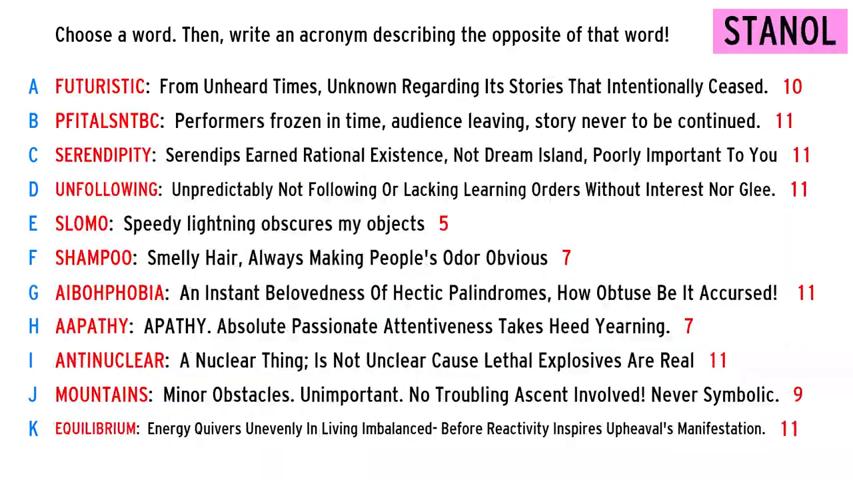 Choose a word. Then, write an acronym describing the opposite of that word!
STANOL
A FUTURISTIC: From Unheard Times, Unknown Regarding Its Stories That Intentionally Ceased. 10
B PFITALSNTBC: Performers frozen in time, audience leaving, story never to be continued. 11
C SERENDIPITY: Serendips Earned Rational Existence, Not Dream Island, Poorly Important To You 11
D UNFOLLOWING: Unpredictably Not Following Or Lacking Learning Orders Without Interest Nor Glee. 11
E SLOMO: Speedy lightning obscures my objects 5
F SHAMPOO: Smelly Hair, Always Making People's Odor Obvious 7
G AIBOHPHOBIA: An Instant Belovedness Of Hectic Palindromes, How Obtuse Be It Accursed! 11
H AAPATHY: APATHY. Absolute Passionate Attentiveness Takes Heed Yearning. 7
I ANTINUCLEAR: A Nuclear Thing; Is Not Unclear Cause Lethal Explosives Are Real 11
J MOUNTAINS: Minor Obstacles. Unimportant. No Troubling Ascent Involved! Never Symbolic. 9
K EQUILIBRIUM: Energy Quivers Unevenly In Living Imbalanced- Before Reactivity Inspires Upheaval's Manifestation. 11